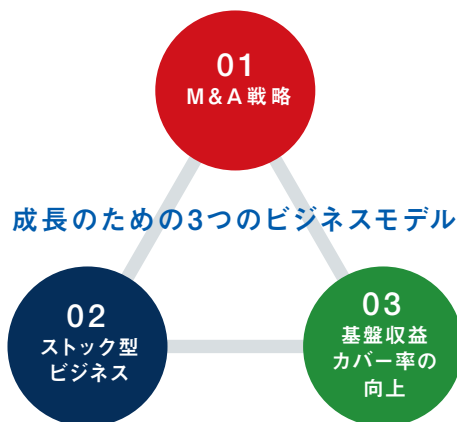 01
M&A戦略
成長のための3つのビジネスモデル
02
ストック型
ビジネス
03
基盤収益
カバー率の
向上